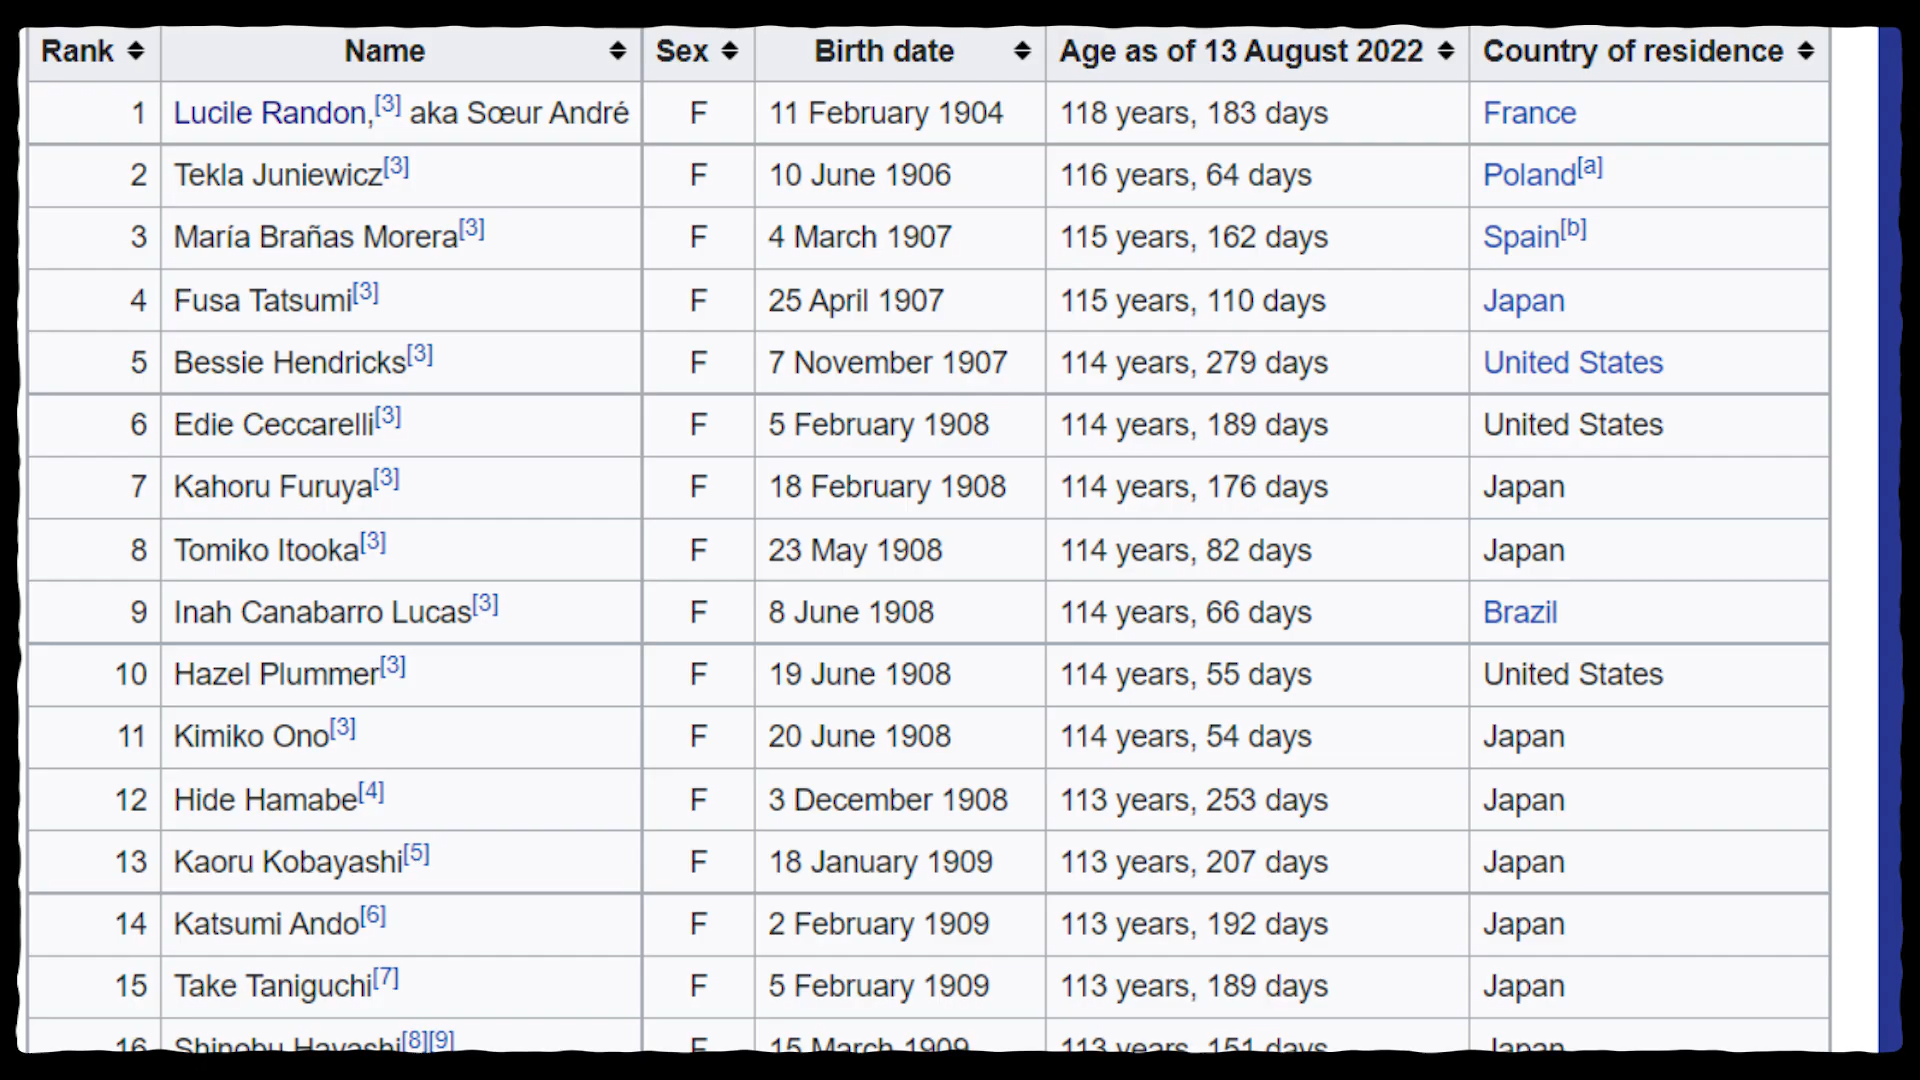 Rank Name Sex Birth date Age as of 13 August 2022 Country of residence
1 Lucile Randon,[3] aka Sœur André F 11 February 1904 118 years, 183 days France
2 Tekla Juniewicz[3] F 10 June 1906 116 years, 64 days Poland[a]
3 María Brañas Morera[3] F 4 March 1907 115 years, 162 days Spain[b]
4 Fusa Tatsumi[3] F 25 April 1907 115 years, 110 days Japan
5 Bessie Hendricks[3] F 7 November 1907 114 years, 279 days United States
6 Edie Ceccarelli[3] F 5 February 1908 114 years, 189 days United States
7 Kahoru Furuya[3] F 18 February 1908 114 years, 176 days Japan
8 Tomiko Itooka[3] F 23 May 1908 114 years, 82 days Japan
9 Inah Canabarro Lucas[3] F 8 June 1908 114 years, 66 days Brazil
10 Hazel Plummer[3] F 19 June 1908 114 years, 55 days United States
11 Kimiko Ono[3] F 20 June 1908 114 years, 54 days Japan
12 Hide Hamabe[4] F 3 December 1908 113 years, 253 days Japan
13 Kaoru Kobayashi[5] F 18 January 1909 113 years, 207 days Japan
14 Katsumi Ando[6] F 2 February 1909 113 years, 192 days Japan
15 Take Taniguchi[7] F 5 February 1909 113 years, 189 days Japan
16 Shinobu Hayashi[8][9] F 15 March 1909 113 years, 151 days Japan